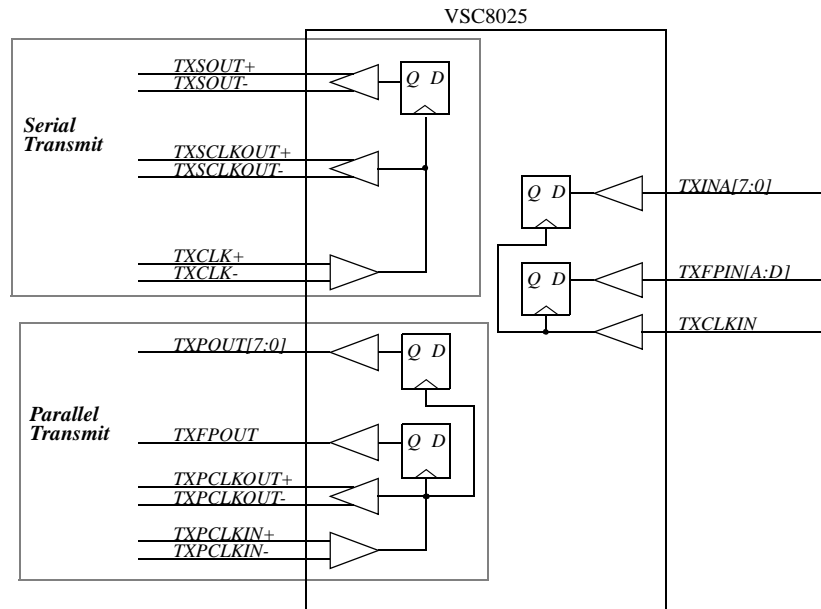 VSC8025
TXSOUT+
TXSOUT-
Q D
Serial
Transmit
TXSCLKOUT+
TXSCLKOUT-
TXCLK+
TXCLK-
Q D
TXINA[7:0]
Q D
TXFPIN[A:D]
TXCLKIN
TXPOUT[7:0]
Q D
Parallel
Transmit
TXFPOUT
Q D
TXPCLKOUT+
TXPCLKOUT-
TXPCLKIN+
TXPCLKIN-